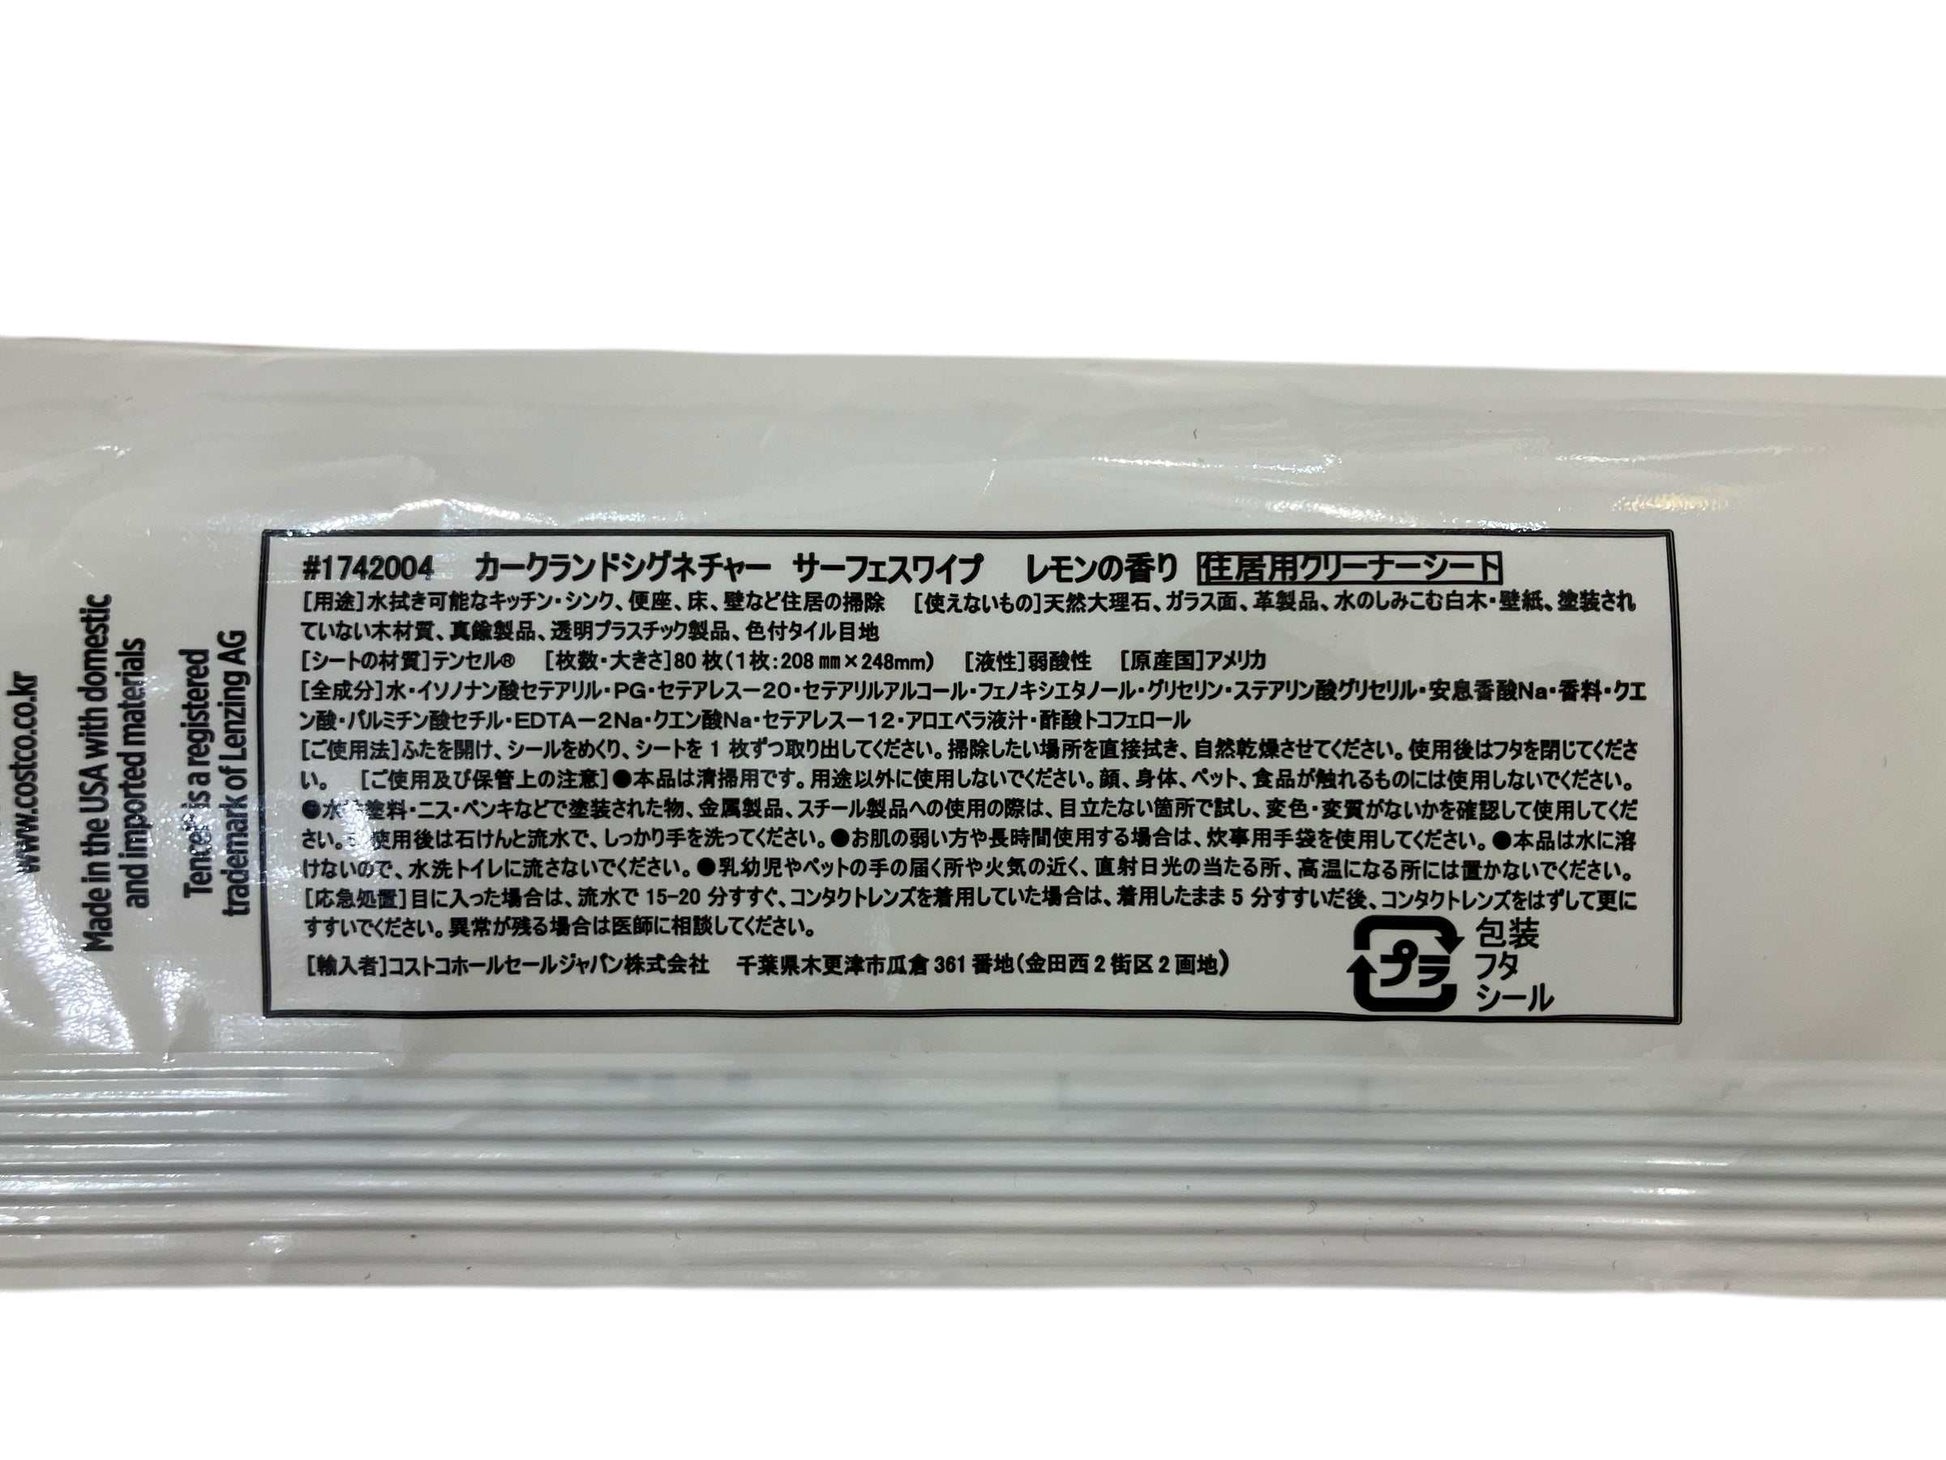 www.costco.co.kr
Made in the USA with domestic
and imported materials
Tencel is a registered
trademark of Lenzing AG
#1742004 カークランドシグネチャー サーフェスワイプ レモンの香り 住居用クリーナーシート
[用途]水拭き可能なキッチン・シンク、便座、床、壁など住居の掃除 [使えないもの]天然大理石、ガラス面、革製品、水のしみこむ白木・壁紙、塗装され
ていない木材質、真鍮製品、透明プラスチック製品、色付タイル目地
[シートの材質]テンセル® [枚数・大きさ]80枚(1枚:208㎜×248mm) [液性]弱酸性 [原産国]アメリカ
[全成分]水・イソノナン酸セテアリル・PG・セテアレスー20・セテアリルアルコール・フェノキシエタノール・グリセリン・ステアリン酸グリセリル・安息香酸Na・香料・クエ
ン酸・パルミチン酸セチル・EDTAー2Na・クエン酸Na・セテアレスー12・アロエベラ液汁・酢酸トコフェロール
[ご使用法]ふたを開け、シールをめくり、シートを1枚ずつ取り出してください。掃除したい場所を直接拭き、自然乾燥させてください。使用後はフタを閉じてくださ
い。 [ご使用及び保管上の注意]●本品は清掃用です。用途以外に使用しないでください。顔、身体、ペット、食品が触れるものには使用しないでください。
●水 塗料・ニス・ペンキなどで塗装された物、金属製品、スチール製品への使用の際は、目立たない箇所で試し、変色・変質がないかを確認して使用してくだ
さい。 使用後は石けんと流水で、しっかり手を洗ってください。●お肌の弱い方や長時間使用する場合は、炊事用手袋を使用してください。●本品は水に溶
けないので、水洗トイレに流さないでください。●乳幼児やペットの手の届く所や火気の近く、直射日光の当たる所、高温になる所には置かないでください。
[応急処置]目に入った場合は、流水で15-20分すすぐ、コンタクトレンズを着用していた場合は、着用したまま5分すすいだ後、コンタクトレンズをはずして更に
すすいでください。異常が残る場合は医師に相談してください。
[輸入者]コストコホールセールジャパン株式会社 千葉県木更津市瓜倉361番地(金田西2街区2画地)
プラ
包装
フタ
シール